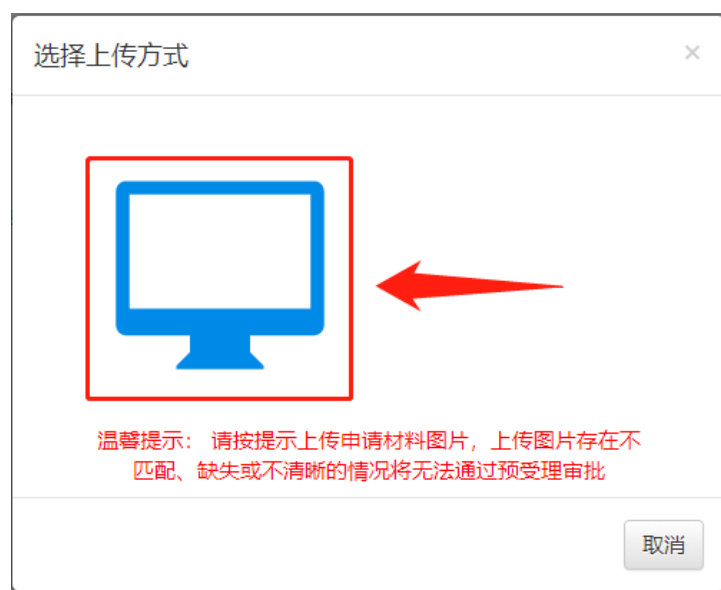 选择上传方式
×
温馨提示： 请按提示上传申请材料图片，上传图片存在不
匹配、缺失或不清晰的情况将无法通过预受理审批
取消